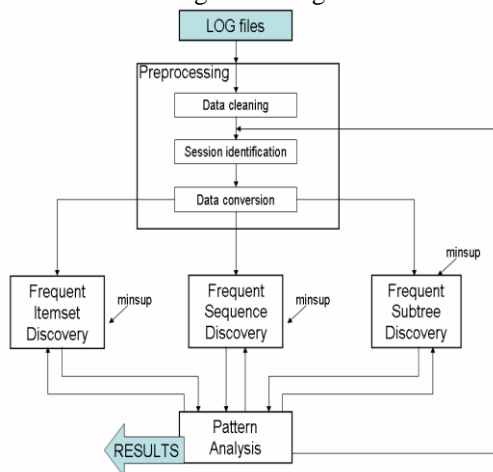 LOG files
Preprocessing
Data cleaning
Session identification
Data conversion
Frequent
Itemset
Discovery
minsup
Frequent
Sequence
Discovery
minsup
Frequent
Subtree
Discovery
minsup
Pattern
Analysis
RESULTS